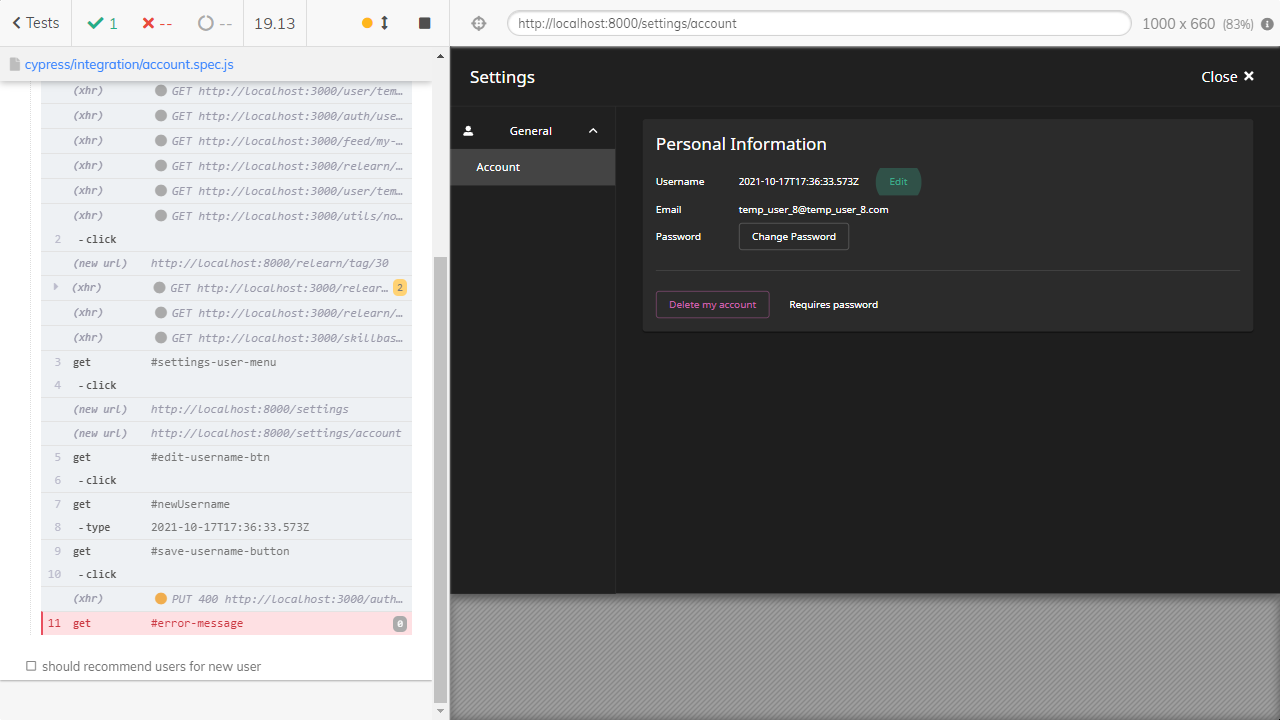 Tests
1
--
--
19.13
http://localhost:8000/settings/account
1000 x 660 (83%)
cypress/integration/account.spec.js
(xhr) GET http://localhost:3000/user/tem…
(xhr) GET http://localhost:3000/auth/use…
(xhr) GET http://localhost:3000/feed/my-…
(xhr) GET http://localhost:3000/relearn/…
(xhr) GET http://localhost:3000/user/tem…
(xhr) GET http://localhost:3000/utils/no…
2 -click
(new url) http://localhost:8000/relearn/tag/30
(xhr) GET http://localhost:3000/relear… 2
(xhr) GET http://localhost:3000/relearn/…
(xhr) GET http://localhost:3000/skillbas…
3 get #settings-user-menu
4 -click
(new url) http://localhost:8000/settings
(new url) http://localhost:8000/settings/account
5 get #edit-username-btn
6 -click
7 get #newUsername
8 -type 2021-10-17T17:36:33.573Z
9 get #save-username-button
10 -click
(xhr) PUT 400 http://localhost:3000/auth…
11 get #error-message 0
should recommend users for new user
Settings
Close
General
Account
Personal Information
Username 2021-10-17T17:36:33.573Z Edit
Email temp_user_8@temp_user_8.com
Password Change Password
Delete my account Requires password